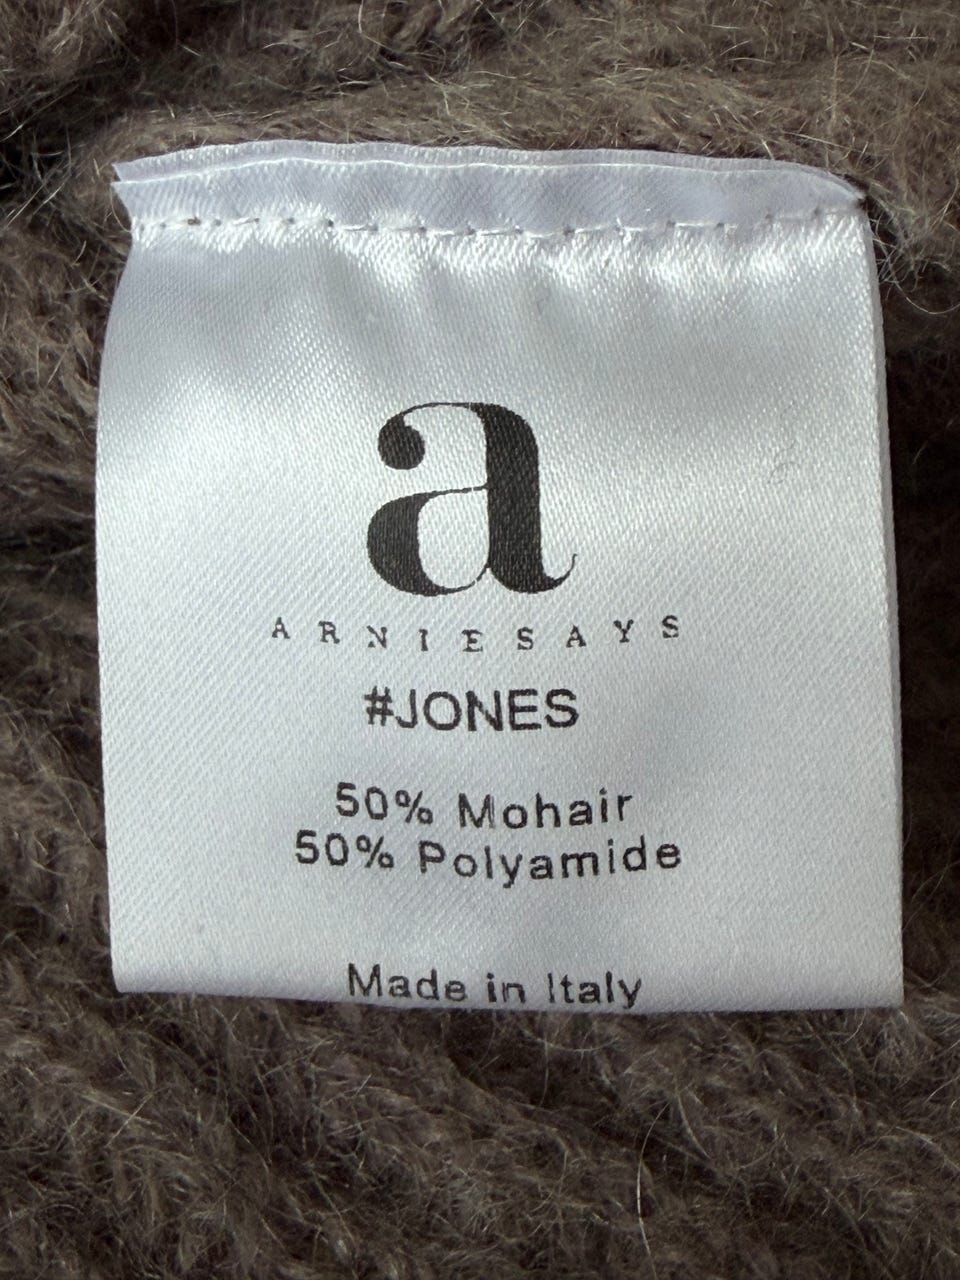 a
ARNIESAYS
#JONES
50% Mohair
50% Polyamide
Made in Italy